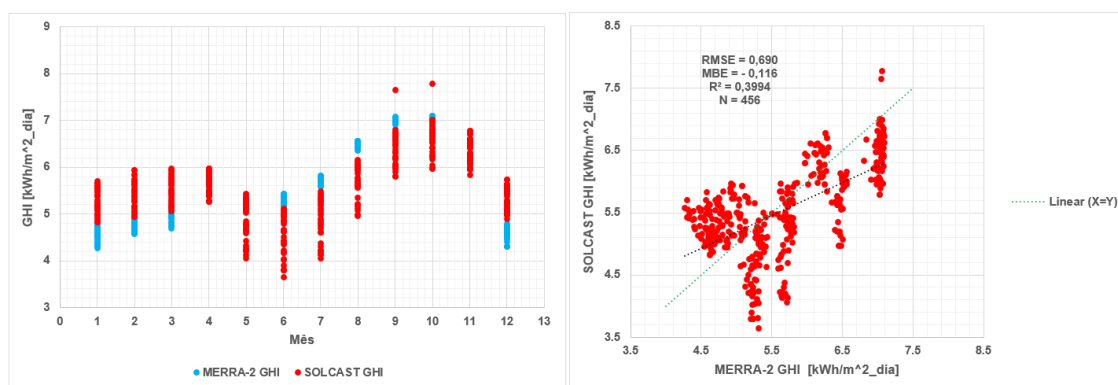 9
8
7
6
5
4
3
GHI [kWh/m^2_dia]
0 1 2 3 4 5 6 7 8 9 10 11 12 13
Mês
MERRA-2 GHI SOLCAST GHI
8.5
7.5
6.5
5.5
4.5
3.5
SOLCAST GHI [kWh/m^2_dia]
RMSE = 0,690
MBE = - 0,116
R² = 0,3994
N = 456
3.5 4.5 5.5 6.5 7.5 8.5
MERRA-2 GHI [kWh/m^2_dia]
Linear (X=Y)